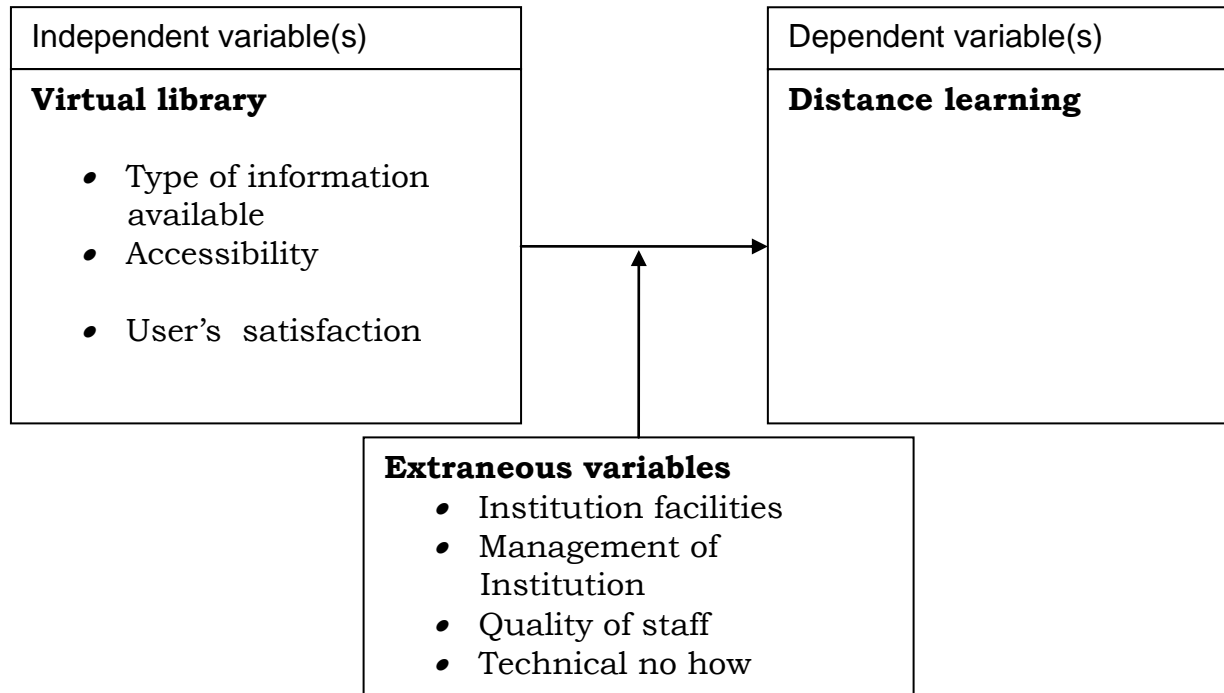 Independent variable(s)
Virtual library
• Type of information
available
• Accessibility
• User’s satisfaction
Dependent variable(s)
Distance learning
Extraneous variables
• Institution facilities
• Management of
Institution
• Quality of staff
• Technical no how